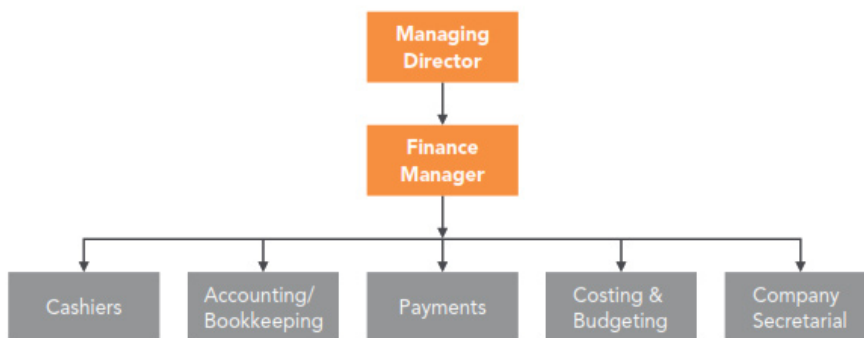 Managing
Director
Finance
Manager
Cashiers
Accounting/
Bookkeeping
Payments
Costing &
Budgeting
Company
Secretarial